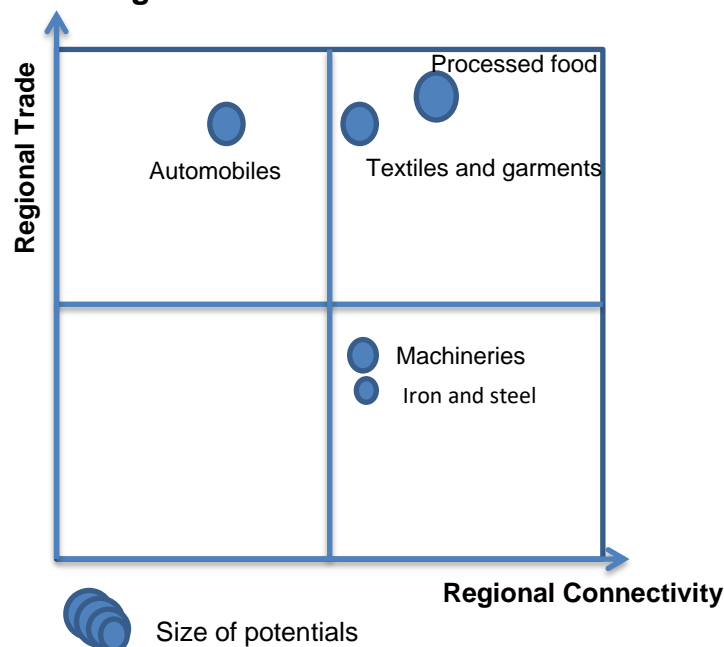 Regional Trade
Processed food
Automobiles
Textiles and garments
Machineries
Iron and steel
Regional Connectivity
Size of potentials